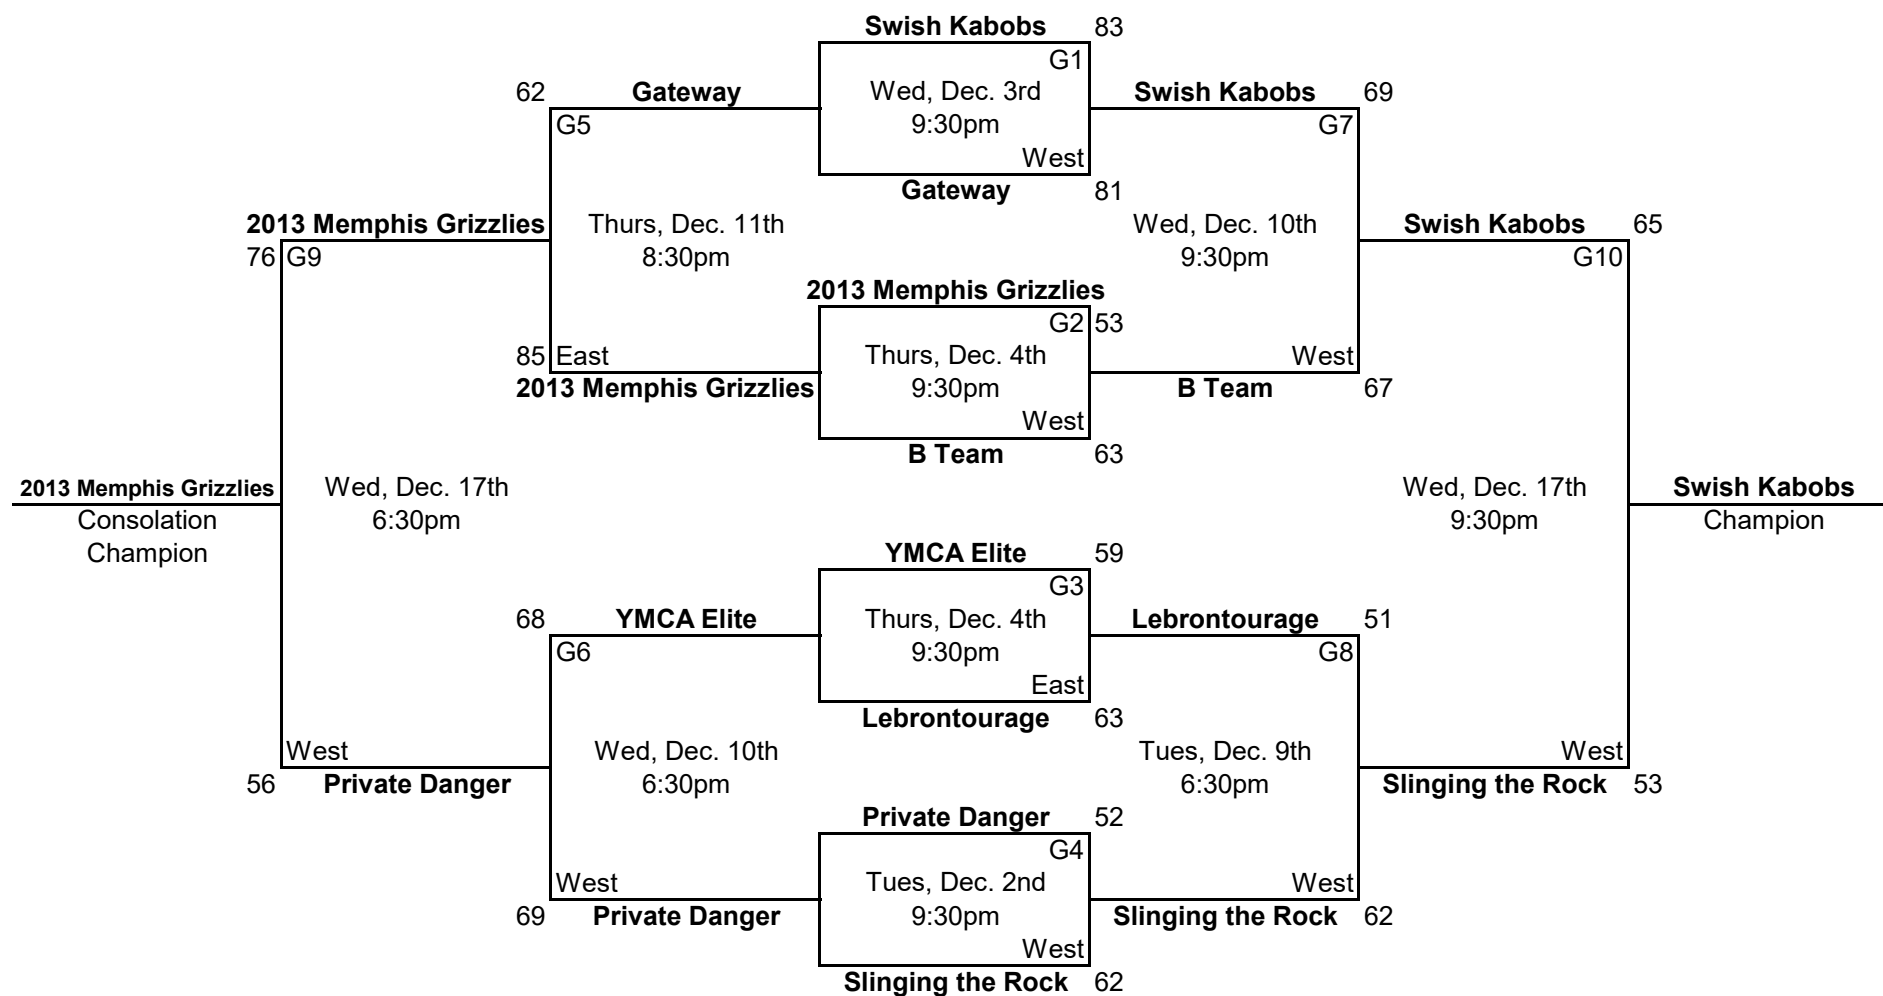 Swish Kabobs 83
G1
62 Gateway Wed, Dec. 3rd Swish Kabobs 69
G5 9:30pm G7
West
Gateway 81
2013 Memphis Grizzlies Thurs, Dec. 11th Wed, Dec. 10th Swish Kabobs 65
76 G9 8:30pm 9:30pm G10
2013 Memphis Grizzlies
G2 53
85 East Thurs, Dec. 4th West
2013 Memphis Grizzlies 9:30pm B Team 67
West
B Team 63
2013 Memphis Grizzlies Wed, Dec. 17th Wed, Dec. 17th Swish Kabobs
Consolation 6:30pm 9:30pm Champion
Champion YMCA Elite 59
G3
68 YMCA Elite Thurs, Dec. 4th Lebrontourage 51
G6 9:30pm G8
East
Lebrontourage 63
West Wed, Dec. 10th Tues, Dec. 9th West
56 Private Danger 6:30pm 6:30pm Slinging the Rock 53
Private Danger 52
G4
West Tues, Dec. 2nd West
69 Private Danger 9:30pm Slinging the Rock 62
West
Slinging the Rock 62